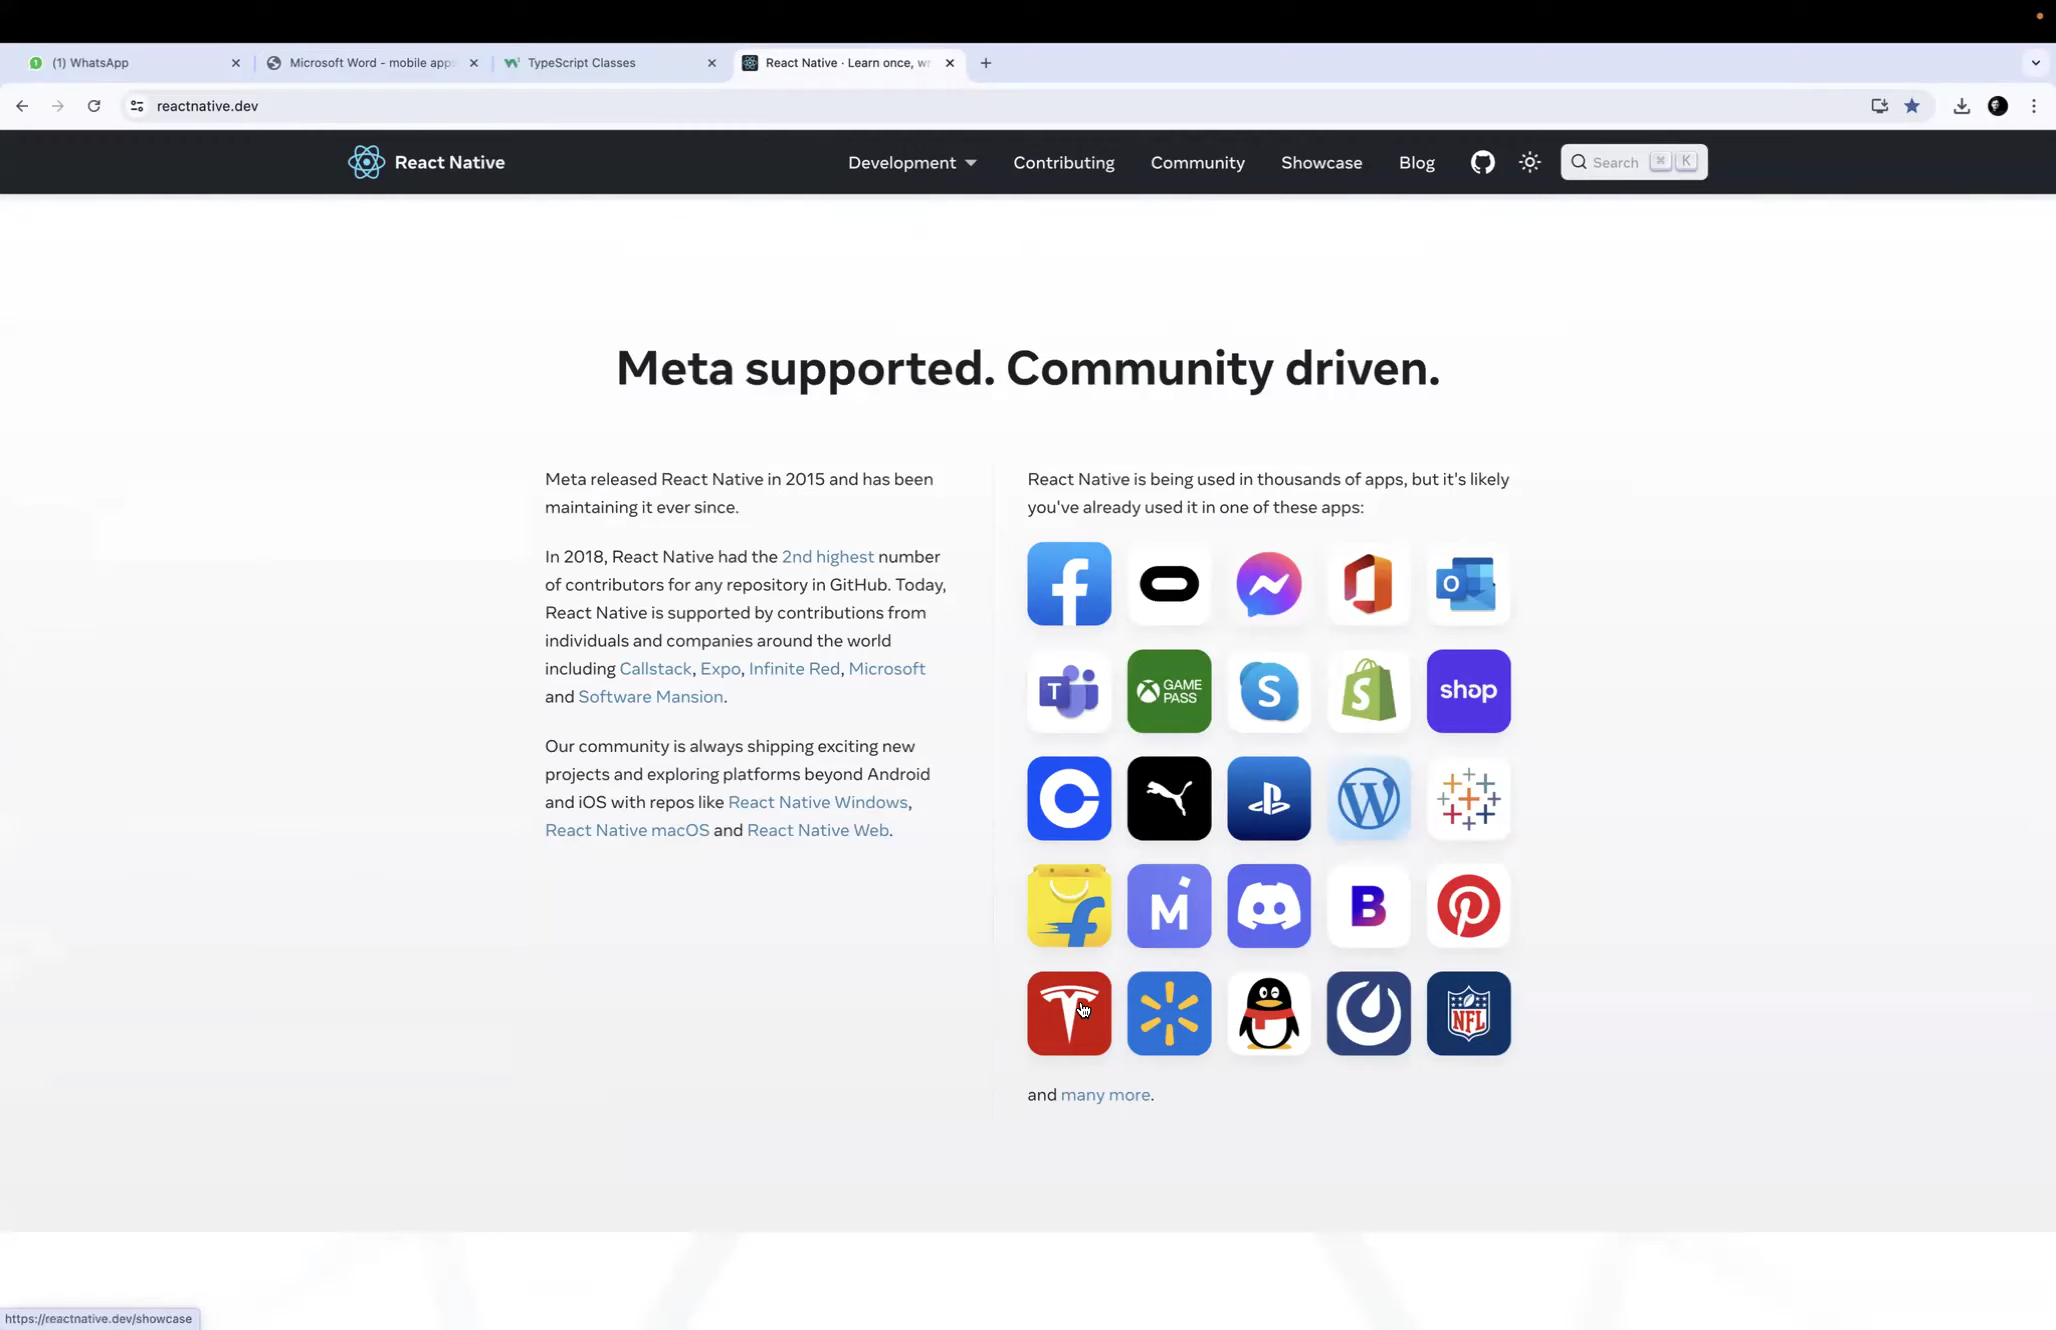 (1) WhatsApp
Microsoft Word - mobile apps
TypeScript Classes
React Native · Learn once, wr
reactnative.dev
React Native
Development
Contributing
Community
Showcase
Blog
Search ⌘ K
Meta supported. Community driven.
Meta released React Native in 2015 and has been
maintaining it ever since.
In 2018, React Native had the 2nd highest number
of contributors for any repository in GitHub. Today,
React Native is supported by contributions from
individuals and companies around the world
including Callstack, Expo, Infinite Red, Microsoft
and Software Mansion.
Our community is always shipping exciting new
projects and exploring platforms beyond Android
and iOS with repos like React Native Windows,
React Native macOS and React Native Web.
React Native is being used in thousands of apps, but it's likely
you've already used it in one of these apps:
GAME
PASS
shop
NFL
and many more.
https://reactnative.dev/showcase